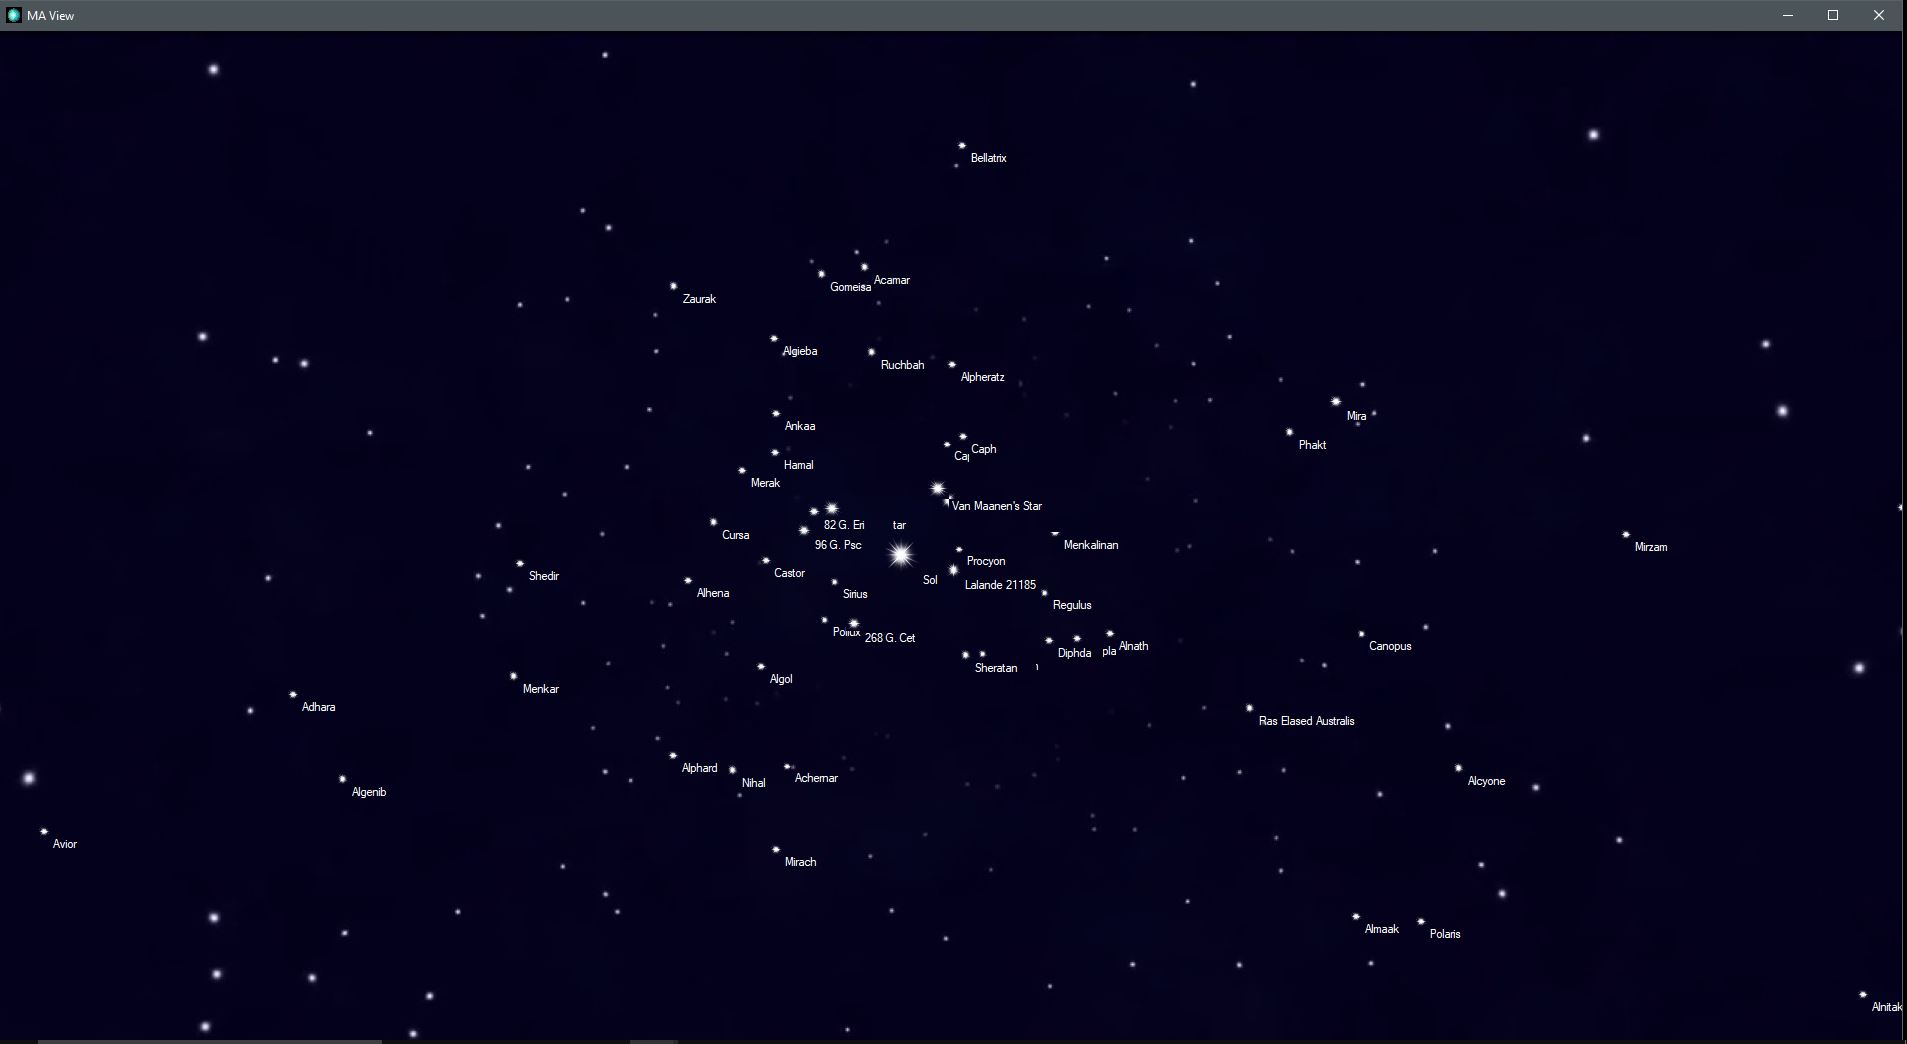 MA View
Bellatrix
Acamar
Gomeisa
Zaurak
Algieba
Ruchbah
Alpheratz
Mira
Ankaa
Phakt
Caph
Hamal
Merak
Van Maanen's Star
82 G. Eri
tar
Cursa
96 G. Psc
Menkalinan
Mirzam
Procyon
Castor
Shedir
Sol
Lalande 21185
Alhena
Sirius
Regulus
Pollux
268 G. Cet
Alnath
Canopus
Diphda
pla
Sheratan
Algol
Menkar
Adhara
Ras Elased Australis
Alphard
Achernar
Nihal
Alcyone
Algenib
Avior
Mirach
Almaak
Polaris
Alnitak